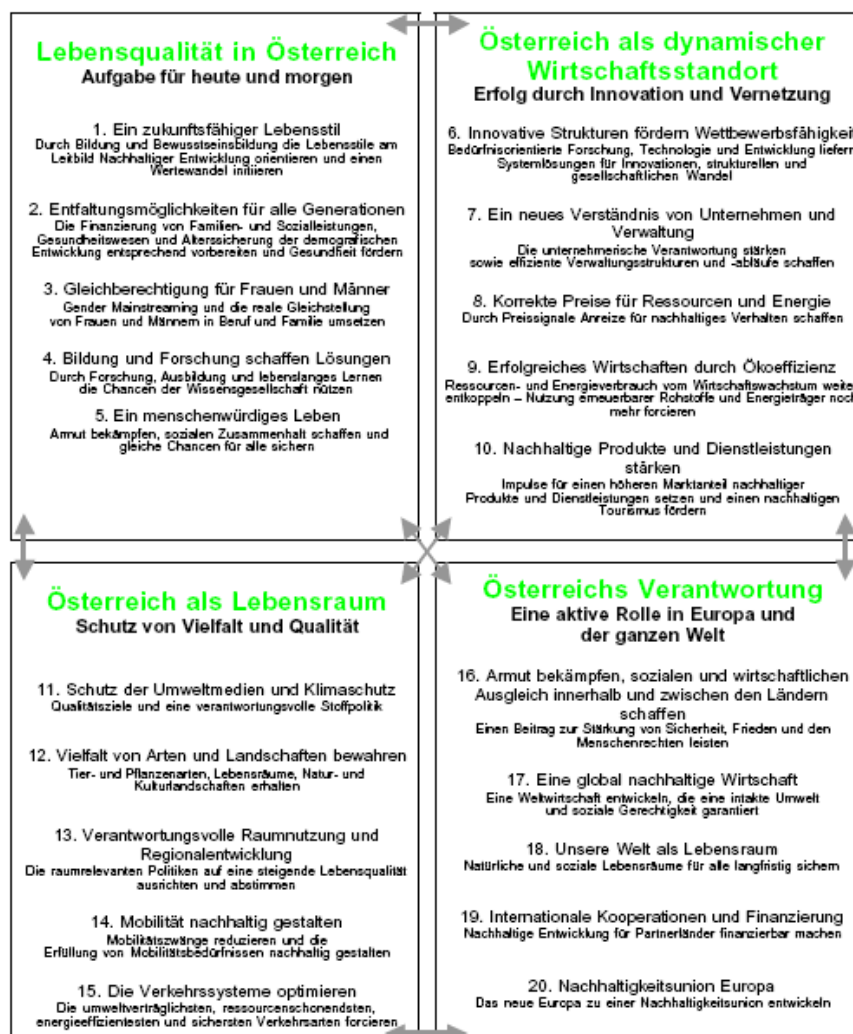 Lebensqualität in Österreich
Aufgabe für heute und morgen
1. Ein zukunftsfähiger Lebensstil
Durch Bildung und Bewusstseinsbildung die Lebensstile am
Leitbild Nachhaltiger Entwicklung orientieren und einen
Wertewandel initiieren
2. Entfaltungsmöglichkeiten für alle Generationen
Die Finanzierung von Familien- und Sozialleistungen,
Gesundheitswesen und Alterssicherung der demografischen
Entwicklung entsprechend vorbereiten und Gesundheit fördern
3. Gleichberechtigung für Frauen und Männer
Gender Mainstreaming und die reale Gleichstellung
von Frauen und Männern in Beruf und Familie umsetzen
4. Bildung und Forschung schaffen Lösungen
Durch Forschung, Ausbildung und lebenslanges Lernen
die Chancen der Wissensgesellschaft nützen
5. Ein menschenwürdiges Leben
Armut bekämpfen, sozialen Zusammenhalt schaffen und
gleiche Chancen für alle sichern
Österreich als dynamischer
Wirtschaftsstandort
Erfolg durch Innovation und Vernetzung
6. Innovative Strukturen fördern Wettbewerbsfähigkeit
Bedürfnisorientierte Forschung, Technologie und Entwicklung liefern
Systemlösungen für Innovationen, strukturellen und
gesellschaftlichen Wandel
7. Ein neues Verständnis von Unternehmen und
Verwaltung
Die unternehmerische Verantwortung stärken
sowie effiziente Verwaltungsstrukturen und -abläufe schaffen
8. Korrekte Preise für Ressourcen und Energie
Durch Preissignale Anreize für nachhaltiges Verhalten schaffen
9. Erfolgreiches Wirtschaften durch Ökoeffizienz
Ressourcen- und Energieverbrauch vom Wirtschaftswachstum weiter
entkoppeln – Nutzung erneuerbarer Rohstoffe und Energieträger noch
mehr forcieren
10. Nachhaltige Produkte und Dienstleistungen
stärken
Impulse für einen höheren Marktanteil nachhaltiger
Produkte und Dienstleistungen setzen und einen nachhaltigen
Tourismus fördern
Österreich als Lebensraum
Schutz von Vielfalt und Qualität
11. Schutz der Umweltmedien und Klimaschutz
Qualitätsziele und eine verantwortungsvolle Stoffpolitik
12. Vielfalt von Arten und Landschaften bewahren
Tier- und Pflanzenarten, Lebensräume, Natur- und
Kulturlandschaften erhalten
13. Verantwortungsvolle Raumnutzung und
Regionalentwicklung
Die raumrelevanten Politiken auf eine steigende Lebensqualität
ausrichten und abstimmen
14. Mobilität nachhaltig gestalten
Mobilitätszwänge reduzieren und die
Erfüllung von Mobilitätsbedürfnissen nachhaltig gestalten
15. Die Verkehrssysteme optimieren
Die umweltverträglichsten, ressourcenschonendsten,
energieeffizientesten und sichersten Verkehrsarten forcieren
Österreichs Verantwortung
Eine aktive Rolle in Europa und
der ganzen Welt
16. Armut bekämpfen, sozialen und wirtschaftlichen
Ausgleich innerhalb und zwischen den Ländern
schaffen
Einen Beitrag zur Stärkung von Sicherheit, Frieden und den
Menschenrechten leisten
17. Eine global nachhaltige Wirtschaft
Eine Weltwirtschaft entwickeln, die eine intakte Umwelt
und soziale Gerechtigkeit garantiert
18. Unsere Welt als Lebensraum
Natürliche und soziale Lebensräume für alle langfristig sichern
19. Internationale Kooperationen und Finanzierung
Nachhaltige Entwicklung für Partnerländer finanzierbar machen
20. Nachhaltigkeitsunion Europa
Das neue Europa zu einer Nachhaltigkeitsunion entwickeln